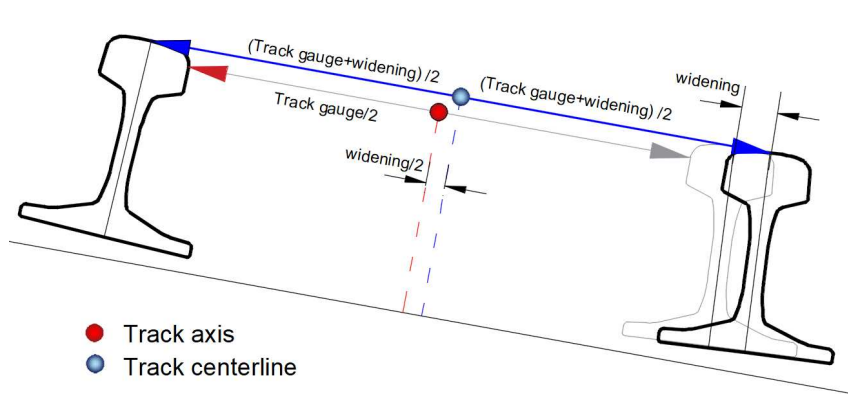 (Track gauge+widening) /2
(Track gauge+widening) /2
widening
Track gauge/2
widening/2
Track axis
Track centerline